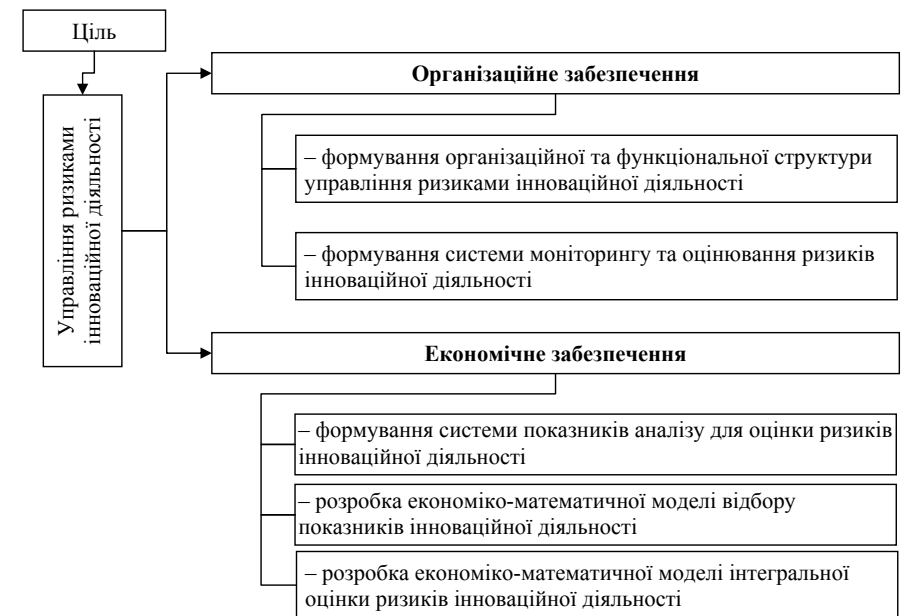 Ціль
Управління ризиками
інноваційної діяльності
Організаційне забезпечення
– формування організаційної та функціональної структури
управління ризиками інноваційної діяльності
– формування системи моніторингу та оцінювання ризиків
інноваційної діяльності
Економічне забезпечення
– формування системи показників аналізу для оцінки ризиків
інноваційної діяльності
– розробка економіко-математичної моделі відбору
показників інноваційної діяльності
– розробка економіко-математичної моделі інтегральної
оцінки ризиків інноваційної діяльності